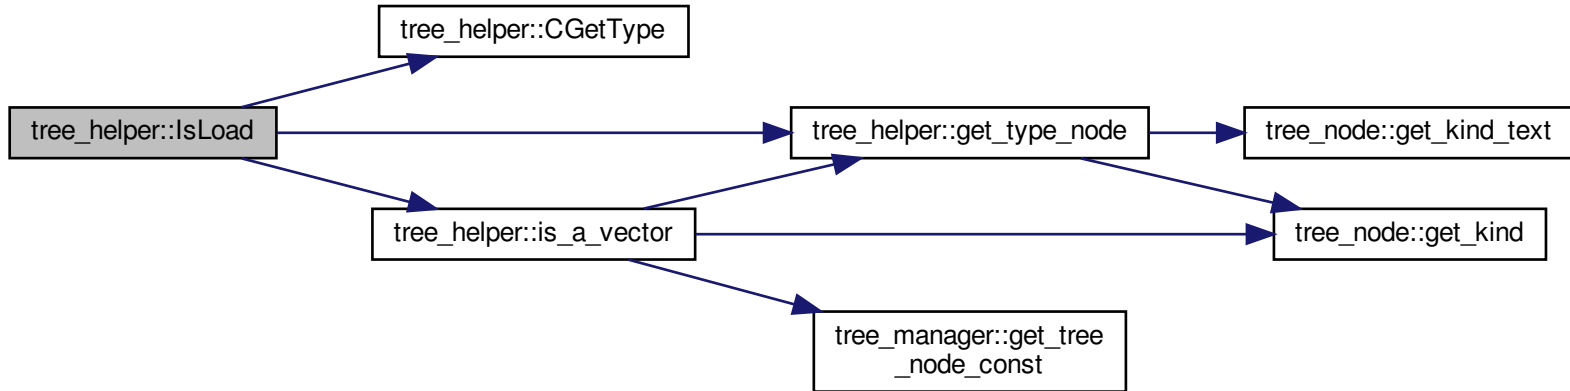 tree_helper::CGetType
tree_helper::IsLoad
tree_helper::get_type_node
tree_node::get_kind_text
tree_helper::is_a_vector
tree_node::get_kind
tree_manager::get_tree
_node_const